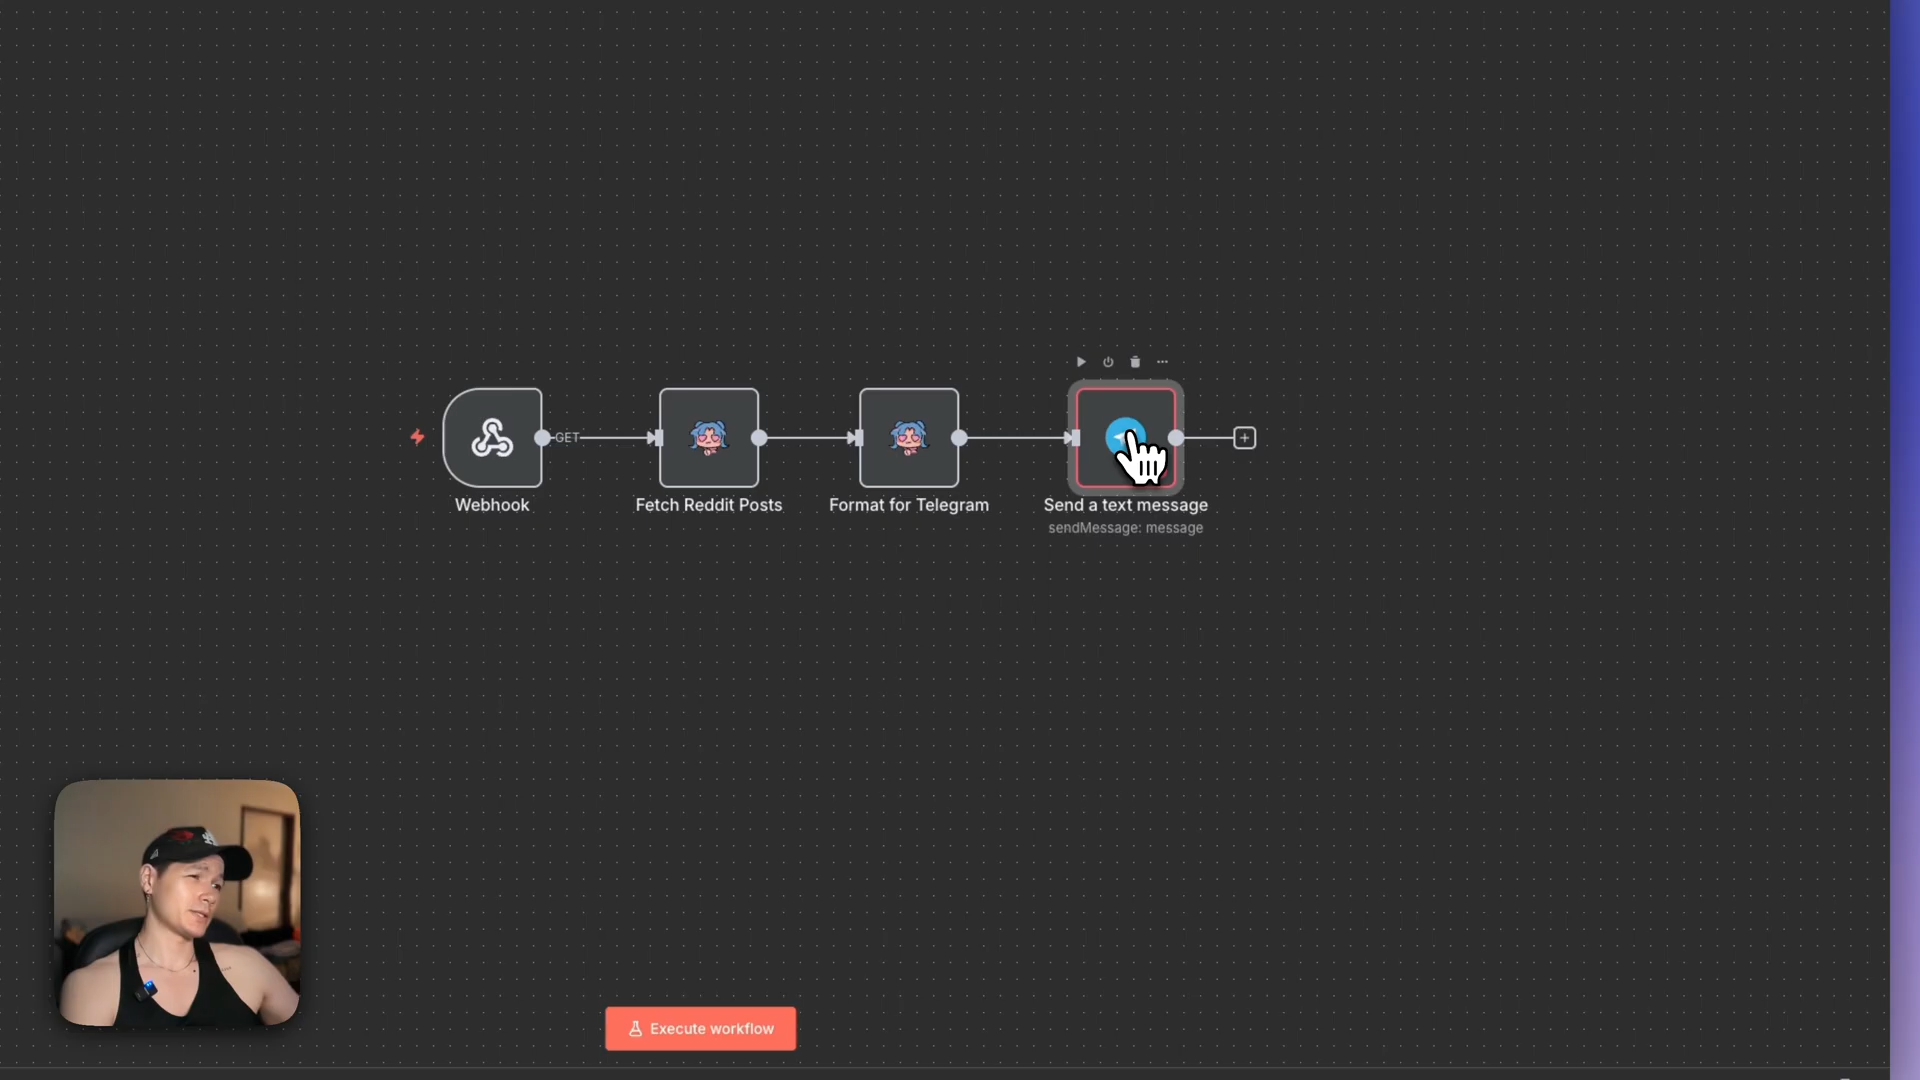 GET
Webhook
Fetch Reddit Posts
Format for Telegram
Send a text message
sendMessage: message
Execute workflow